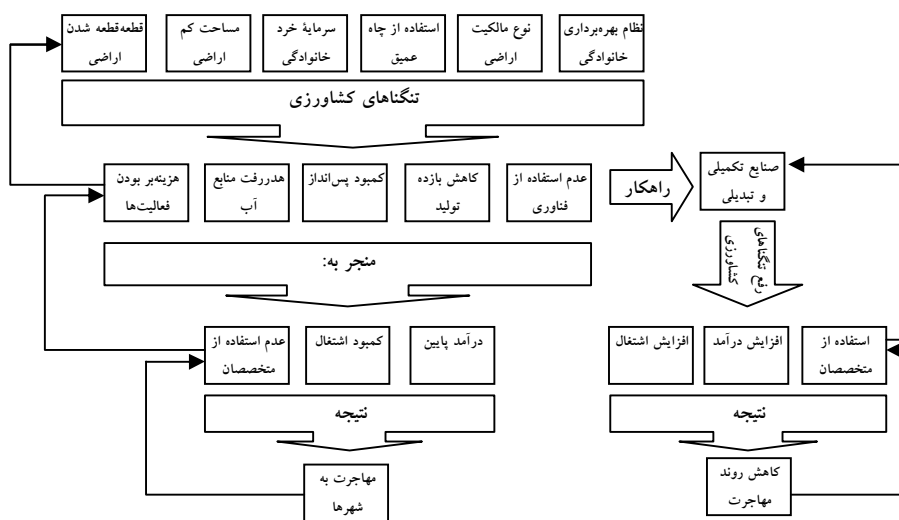 نظام بهره‌برداری
خانوادگی
نوع مالکیت
اراضی
استفاده از چاه
عمیق
سرمایهٔ خرد
خانوادگی
مساحت کم
اراضی
قطعه‌قطعه شدن
اراضی
تنگناهای کشاورزی
عدم استفاده از
فناوری
کاهش بازده
تولید
کمبود پس‌انداز
هدررفت منابع
آب
هزینه‌بر بودن
فعالیت‌ها
راهکار
صنایع تکمیلی
و تبدیلی
منجر به:
رفع تنگناهای
کشاورزی
درآمد پایین
کمبود اشتغال
عدم استفاده از
متخصصان
استفاده از
متخصصان
افزایش درآمد
افزایش اشتغال
نتیجه
نتیجه
مهاجرت به
شهرها
کاهش روند
مهاجرت